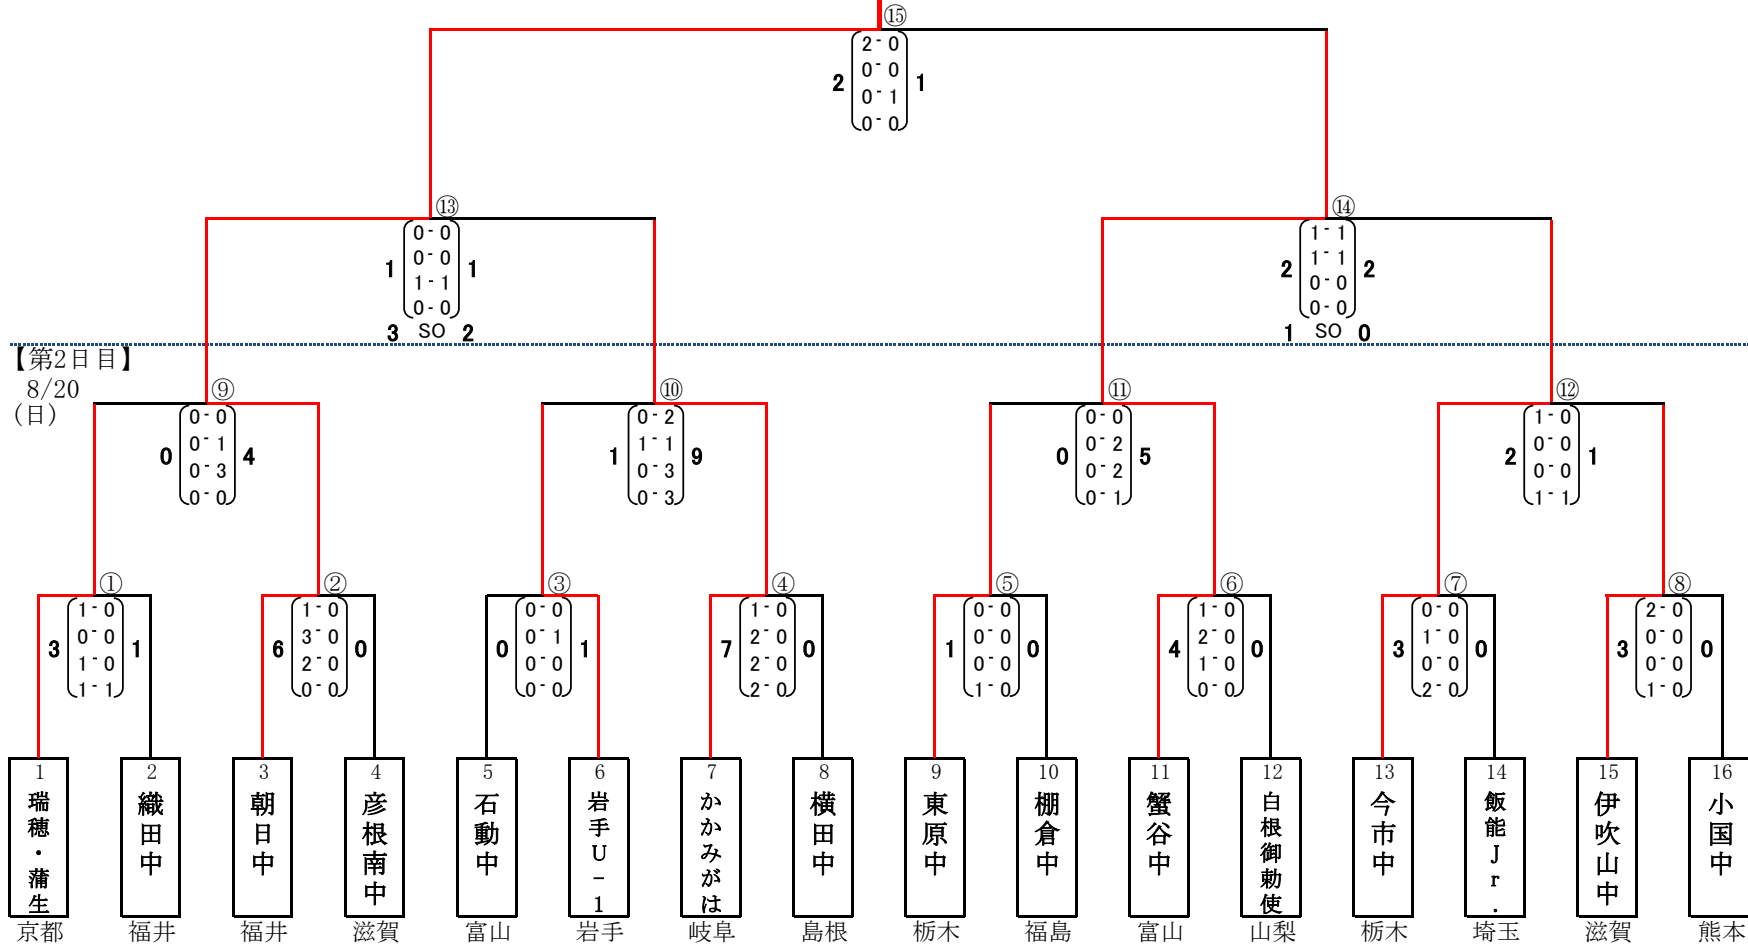 ⑮
2-0
0-0
2 0-1 1
0-0
⑬ ⑭
0-0 1-1
0-0 1-1
1 1-1 1 2 0-0 2
0-0 0-0
3 SO 2 1 SO 0
【第2日目】
8/20
(日)
⑨ ⑩ ⑪ ⑫
0-0 0-2 0-0 1-0
0-1 1-1 0-2 0-0
0 4 1 9 0 5 2 1
0-3 0-3 0-2 0-0
0-0 0-3 0-1 1-1
① ② ③ ④ ⑤ ⑥ ⑦ ⑧
1-0 1-0 0-0 1-0 0-0 1-0 0-0 2-0
0-0 3-0 0-1 2-0 0-0 2-0 1-0 0-0
3 1 6 0 0 1 7 0 1 0 4 0 3 0 3 0
1-0 2-0 0-0 2-0 0-0 1-0 0-0 0-0
1-1 0-0 0-0 2-0 1-0 0-0 2-0 1-0
1 2 3 4 5 6 7 8 9 10 11 12 13 14 15 16
瑞穂・蒲生
織田中
朝日中
彦根南中
石動中
岩手U-1
かかみがは
横田中
東原中
棚倉中
蟹谷中
白根御勅使
今市中
飯能Jr.
伊吹山中
小国中
京都 福井 福井 滋賀 富山 岩手 岐阜 島根 栃木 福島 富山 山梨 栃木 埼玉 滋賀 熊本